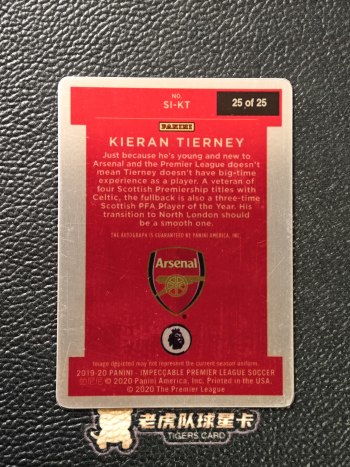 NO.
SI-KT
25 of 25
PANINI
KIERAN TIERNEY
Just because he's young and new to
Arsenal and the Premier League doesn't
mean Tierney doesn't have big-time
experience as a player. A veteran of
four Scottish Premiership titles with
Celtic, the fullback is also a three-time
Scottish PFA Player of the Year. His
transition to North London should
be a smooth one.
THE AUTOGRAPH IS GUARANTEED BY PANINI AMERICA, INC.
Arsenal
Image depicted may not represent the current season uniform.
2019-20 PANINI - IMPECCABLE PREMIER LEAGUE SOCCER
© 2020 Panini America, Inc. Printed in the USA.
© 2020 The Premier League
老虎队球星卡
TIGERS CARD